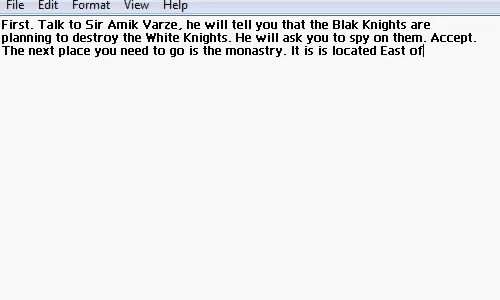 File Edit Format View Help
First. Talk to Sir Amik Varze, he will tell you that the Blak Knights are
planning to destroy the White Knights. He will ask you to spy on them. Accept.
The next place you need to go is the monastry. It is is located East of